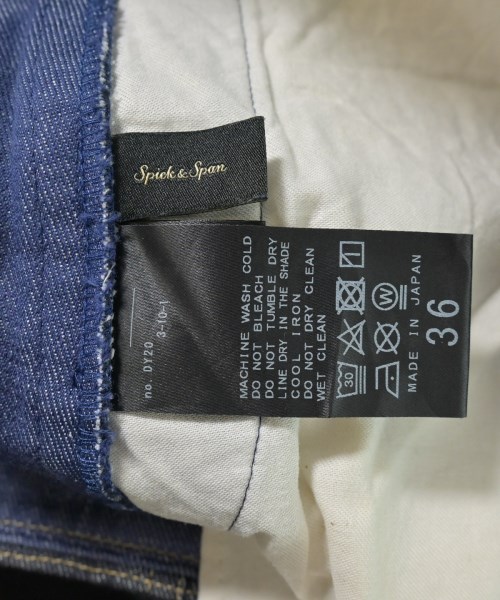 Spick & Span
no. DY20
3-10-1
MACHINE WASH COLD
DO NOT BLEACH
DO NOT TUMBLE DRY
LINE DRY IN THE SHADE
COOL IRON
DO NOT DRY CLEAN
WET CLEAN
30
W
MADE IN JAPAN
36